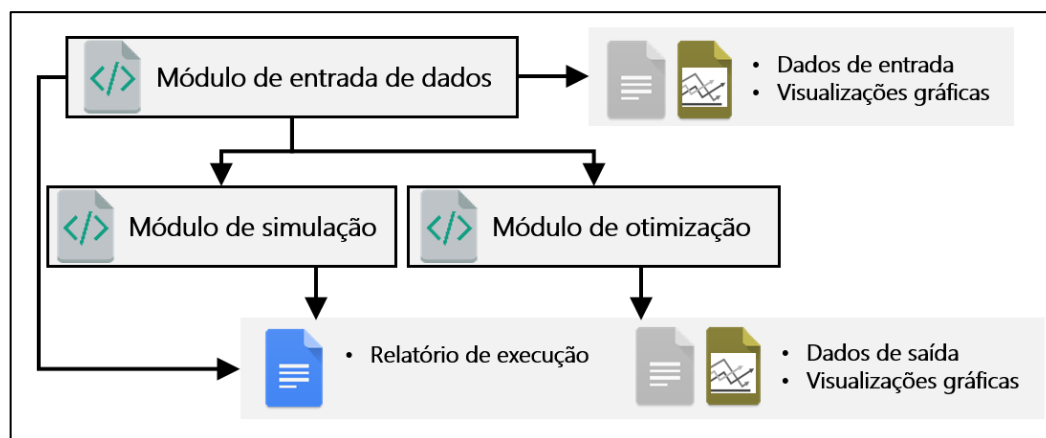 </> Módulo de entrada de dados
• Dados de entrada
• Visualizações gráficas
</> Módulo de simulação
</> Módulo de otimização
• Relatório de execução
• Dados de saída
• Visualizações gráficas